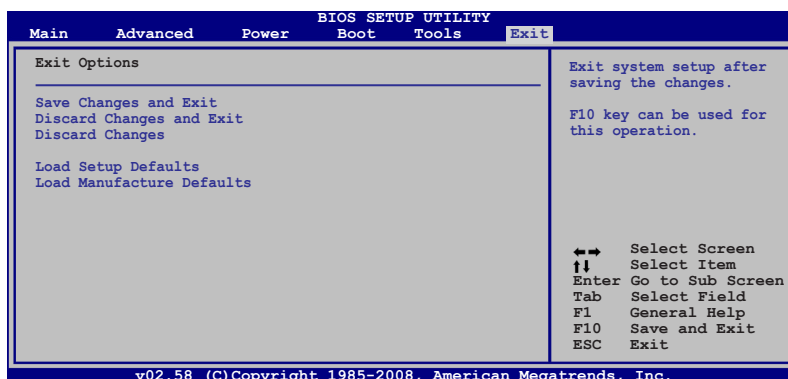 BIOS SETUP UTILITY
Main Advanced Power Boot Tools Exit
Exit Options
Save Changes and Exit
Discard Changes and Exit
Discard Changes
Load Setup Defaults
Load Manufacture Defaults
Exit system setup after
saving the changes.
F10 key can be used for
this operation.
←→ Select Screen
↑↓ Select Item
Enter Go to Sub Screen
Tab Select Field
F1 General Help
F10 Save and Exit
ESC Exit
v02.58 (C)Copyright 1985-2008, American Megatrends, Inc.